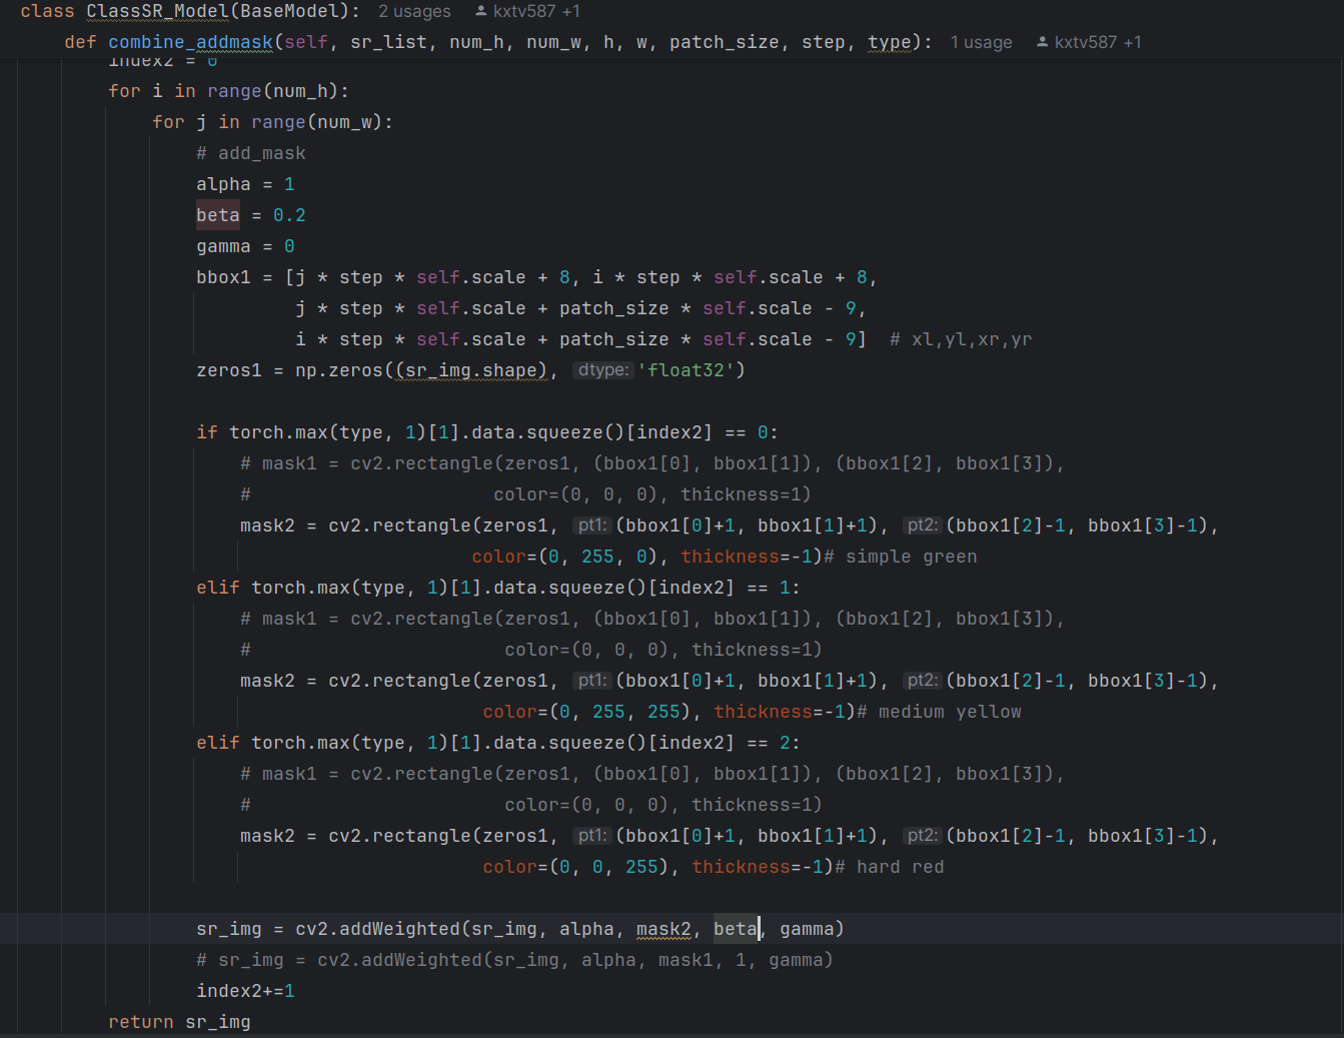 class ClassSR_Model(BaseModel): 2 usages kxtv587 +1
def combine_addmask(self, sr_list, num_h, num_w, h, w, patch_size, step, type): 1 usage kxtv587 +1
index2 = 0
for i in range(num_h):
for j in range(num_w):
# add_mask
alpha = 1
beta = 0.2
gamma = 0
bbox1 = [j * step * self.scale + 8, i * step * self.scale + 8,
j * step * self.scale + patch_size * self.scale - 9,
i * step * self.scale + patch_size * self.scale - 9] # xl,yl,xr,yr
zeros1 = np.zeros((sr_img.shape), dtype: 'float32')
if torch.max(type, 1)[1].data.squeeze()[index2] == 0:
# mask1 = cv2.rectangle(zeros1, (bbox1[0], bbox1[1]), (bbox1[2], bbox1[3]),
# color=(0, 0, 0), thickness=1)
mask2 = cv2.rectangle(zeros1, pt1: (bbox1[0]+1, bbox1[1]+1), pt2: (bbox1[2]-1, bbox1[3]-1),
color=(0, 255, 0), thickness=-1)# simple green
elif torch.max(type, 1)[1].data.squeeze()[index2] == 1:
# mask1 = cv2.rectangle(zeros1, (bbox1[0], bbox1[1]), (bbox1[2], bbox1[3]),
# color=(0, 0, 0), thickness=1)
mask2 = cv2.rectangle(zeros1, pt1: (bbox1[0]+1, bbox1[1]+1), pt2: (bbox1[2]-1, bbox1[3]-1),
color=(0, 255, 255), thickness=-1)# medium yellow
elif torch.max(type, 1)[1].data.squeeze()[index2] == 2:
# mask1 = cv2.rectangle(zeros1, (bbox1[0], bbox1[1]), (bbox1[2], bbox1[3]),
# color=(0, 0, 0), thickness=1)
mask2 = cv2.rectangle(zeros1, pt1: (bbox1[0]+1, bbox1[1]+1), pt2: (bbox1[2]-1, bbox1[3]-1),
color=(0, 0, 255), thickness=-1)# hard red
sr_img = cv2.addWeighted(sr_img, alpha, mask2, beta, gamma)
# sr_img = cv2.addWeighted(sr_img, alpha, mask1, 1, gamma)
index2+=1
return sr_img